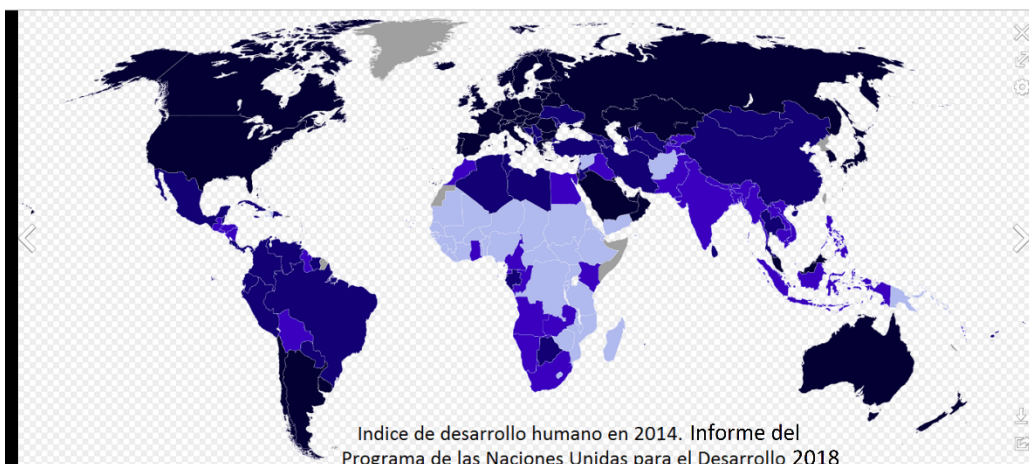 Indice de desarrollo humano en 2014. Informe del
Programa de las Naciones Unidas para el Desarrollo 2018